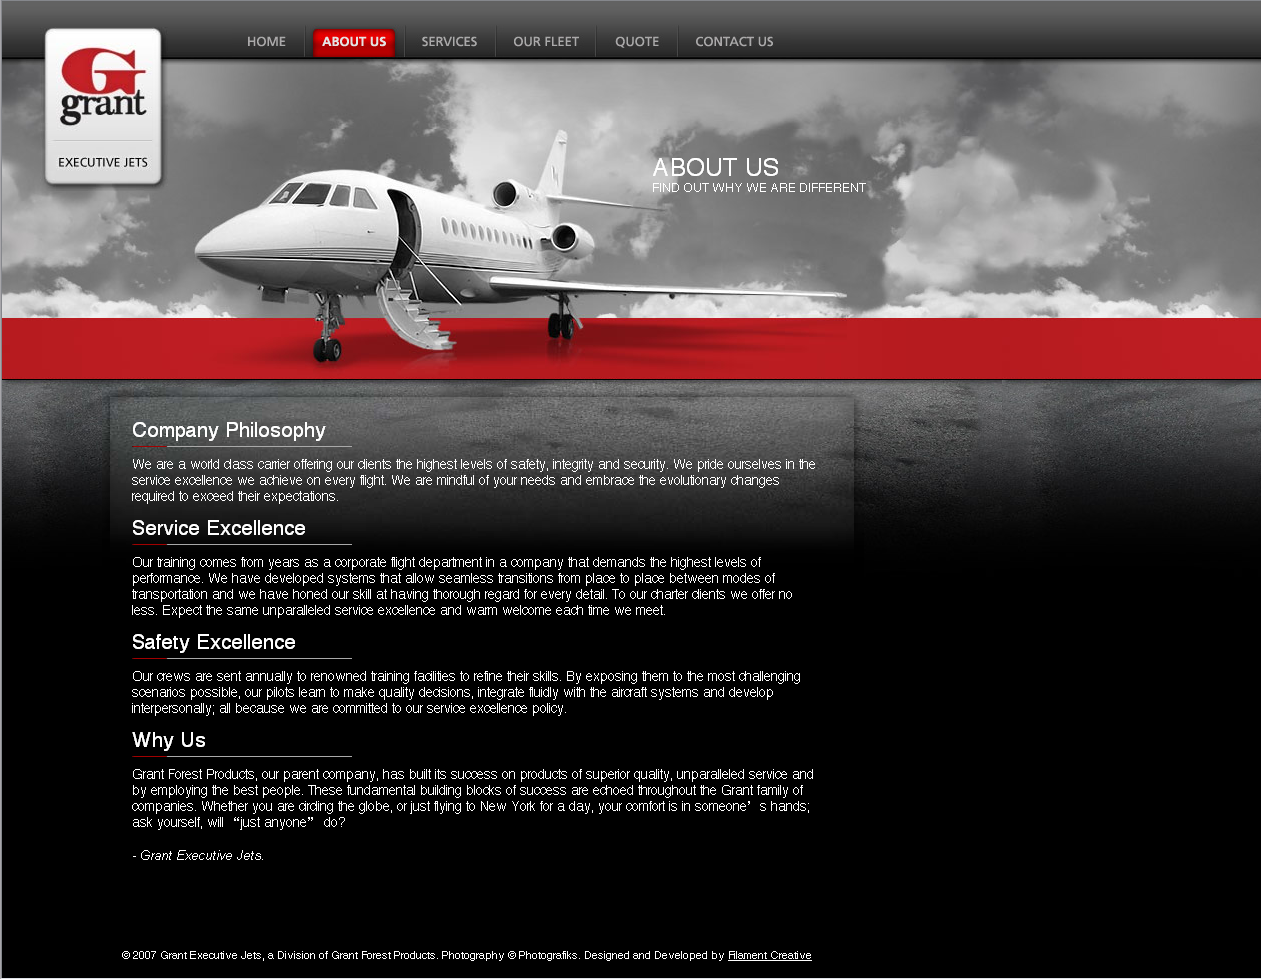 HOME ABOUT US SERVICES OUR FLEET QUOTE CONTACT US
G
grant
EXECUTIVE JETS
ABOUT US
FIND OUT WHY WE ARE DIFFERENT
Company Philosophy
We are a world class carrier offering our clients the highest levels of safety, integrity and security. We pride ourselves in the
service excellence we achieve on every flight. We are mindful of your needs and embrace the evolutionary changes
required to exceed their expectations.
Service Excellence
Our training comes from years as a corporate flight department in a company that demands the highest levels of
performance. We have developed systems that allow seamless transitions from place to place between modes of
transportation and we have honed our skill at having thorough regard for every detail. To our charter clients we offer no
less. Expect the same unparalleled service excellence and warm welcome each time we meet.
Safety Excellence
Our crews are sent annually to renowned training facilities to refine their skills. By exposing them to the most challenging
scenarios possible, our pilots learn to make quality decisions, integrate fluidly with the aircraft systems and develop
interpersonally; all because we are committed to our service excellence policy.
Why Us
Grant Forest Products, our parent company, has built its success on products of superior quality, unparalleled service and
by employing the best people. These fundamental building blocks of success are echoed throughout the Grant family of
companies. Whether you are circling the globe, or just flying to New York for a day, your comfort is in someone’s hands;
ask yourself, will “just anyone” do?
- Grant Executive Jets.
© 2007 Grant Executive Jets, a Division of Grant Forest Products. Photography © Photografiks. Designed and Developed by Filament Creative